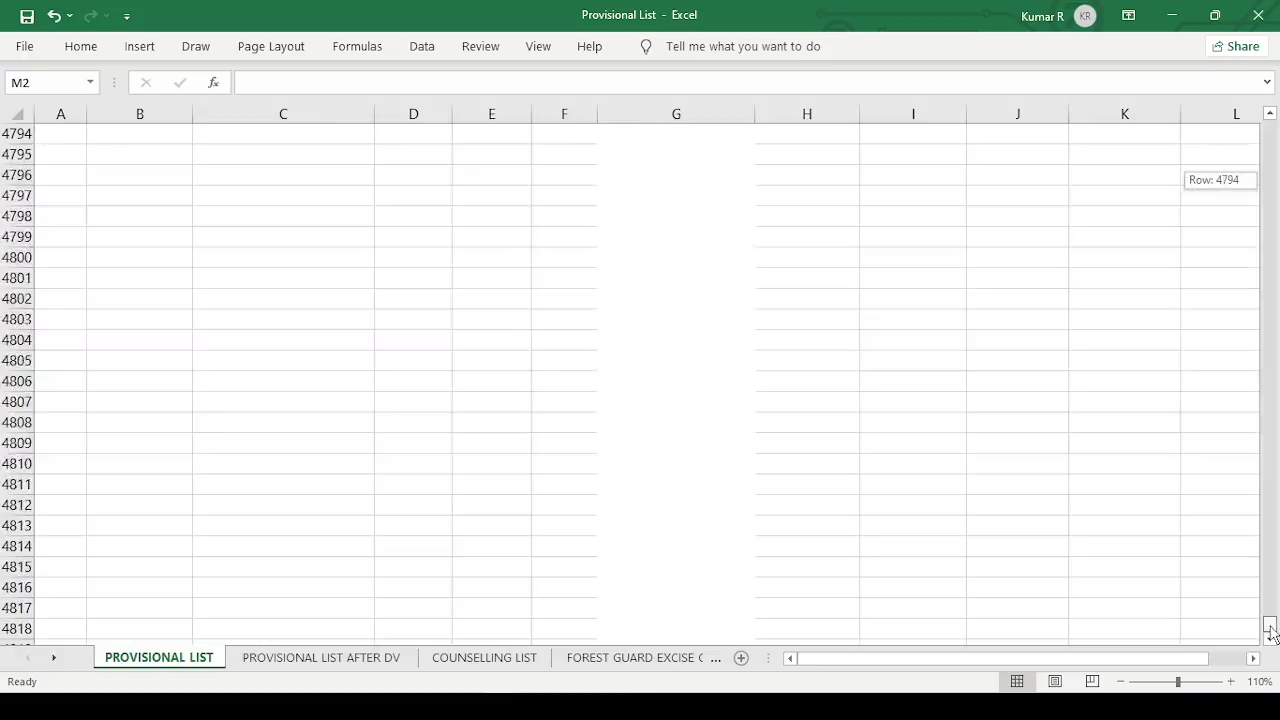 Provisional List - Excel
Kumar R
KR
File Home Insert Draw Page Layout Formulas Data Review View Help Tell me what you want to do
Share
M2
fx
A B C D E F G H I J K L
4794
4795
4796
Row: 4794
4797
4798
4799
4800
4801
4802
4803
4804
4805
4806
4807
4808
4809
4810
4811
4812
4813
4814
4815
4816
4817
4818
PROVISIONAL LIST PROVISIONAL LIST AFTER DV COUNSELLING LIST FOREST GUARD EXCISE ...
Ready
110%